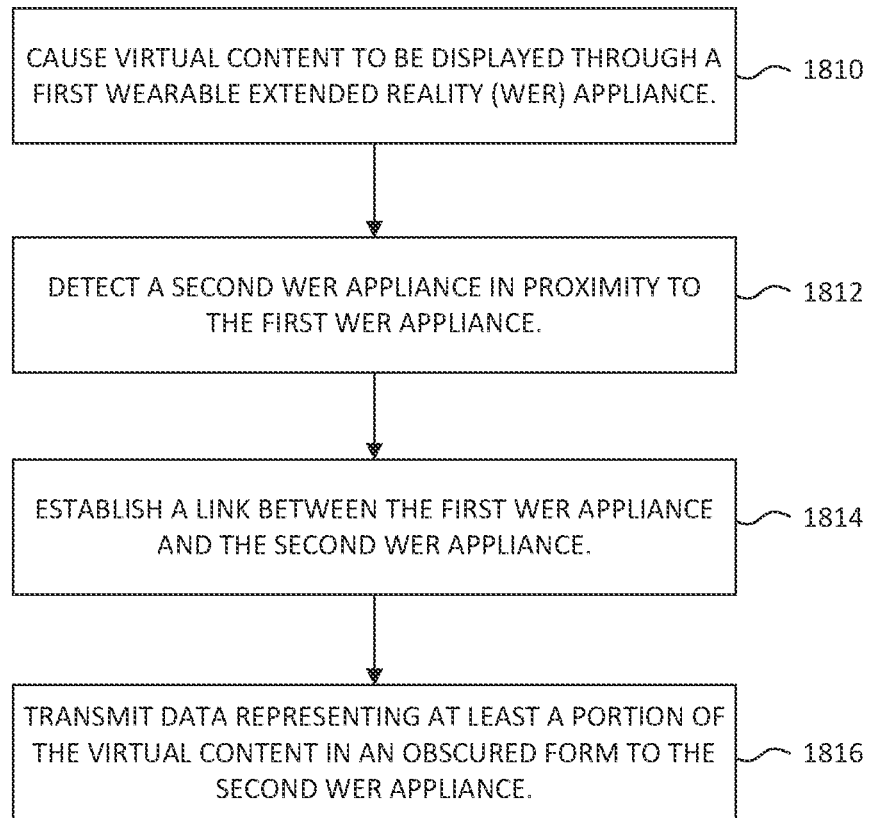 CAUSE VIRTUAL CONTENT TO BE DISPLAYED THROUGH A
FIRST WEARABLE EXTENDED REALITY (WER) APPLIANCE.
1810
DETECT A SECOND WER APPLIANCE IN PROXIMITY TO
THE FIRST WER APPLIANCE.
1812
ESTABLISH A LINK BETWEEN THE FIRST WER APPLIANCE
AND THE SECOND WER APPLIANCE.
1814
TRANSMIT DATA REPRESENTING AT LEAST A PORTION OF
THE VIRTUAL CONTENT IN AN OBSCURED FORM TO THE
SECOND WER APPLIANCE.
1816